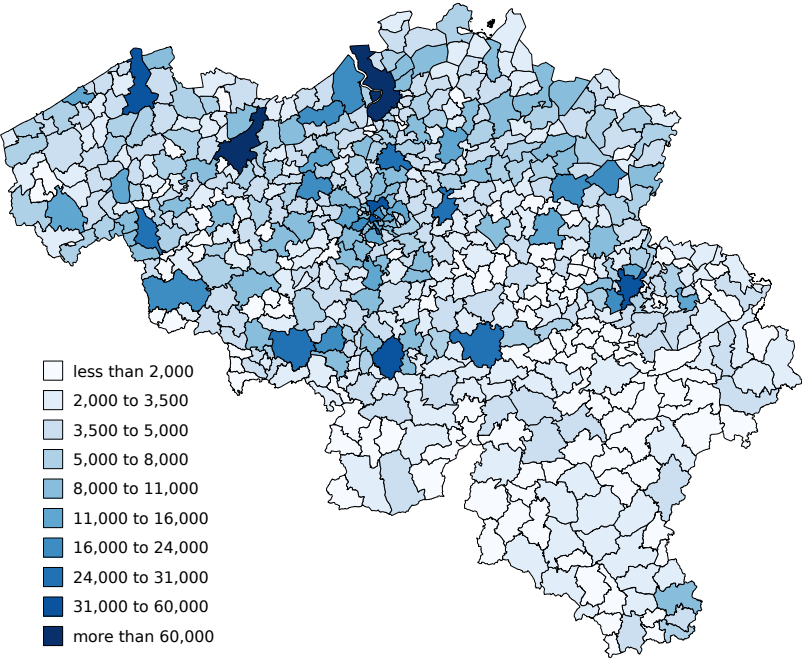 less than 2,000
2,000 to 3,500
3,500 to 5,000
5,000 to 8,000
8,000 to 11,000
11,000 to 16,000
16,000 to 24,000
24,000 to 31,000
31,000 to 60,000
more than 60,000